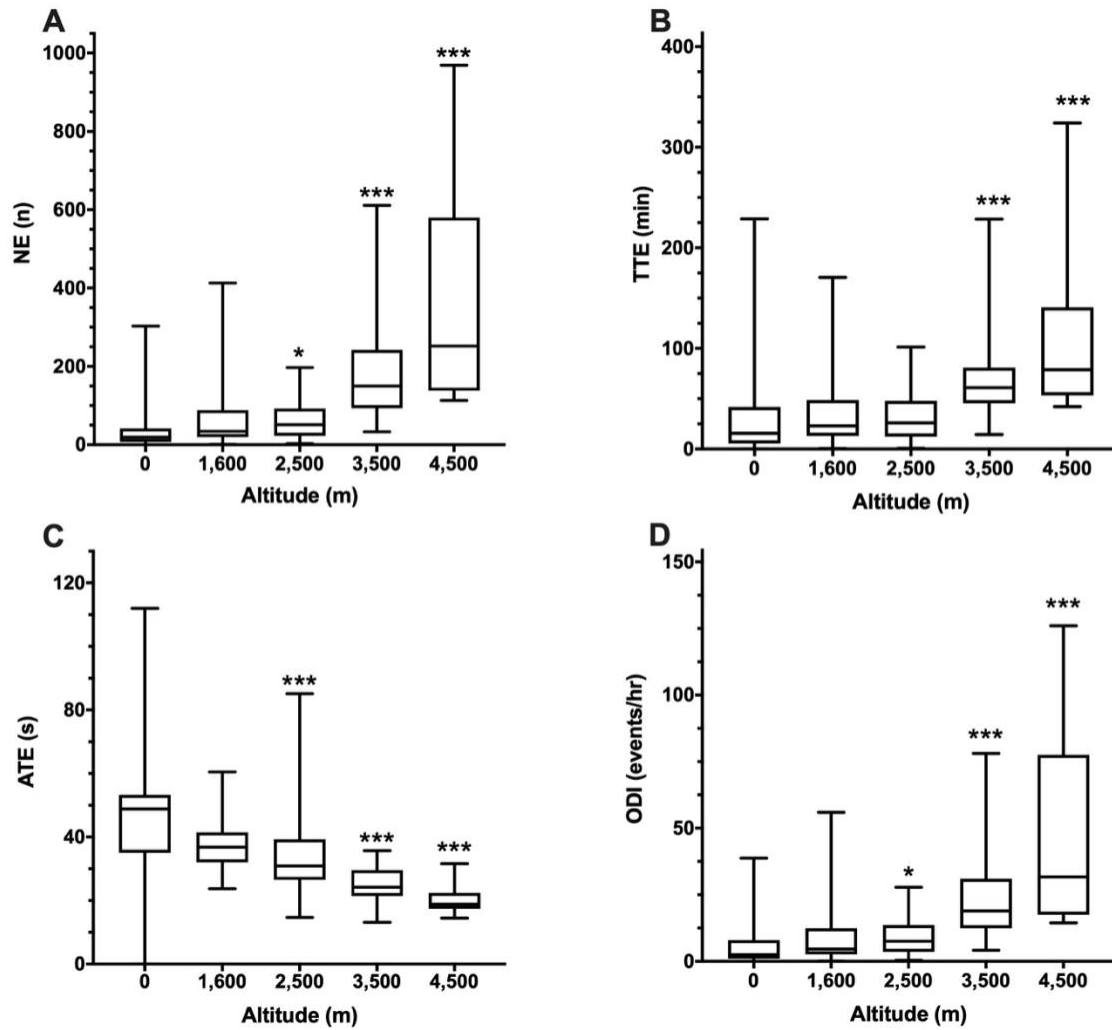 A
NE (n)
1000
800
600
400
200
0
***
***
*
0 1,600 2,500 3,500 4,500
Altitude (m)
B
TTE (min)
400
300
200
100
0
***
***
0 1,600 2,500 3,500 4,500
Altitude (m)
C
ATE (s)
120
80
40
0
***
***
***
0 1,600 2,500 3,500 4,500
Altitude (m)
D
ODI (events/hr)
150
100
50
0
***
***
*
0 1,600 2,500 3,500 4,500
Altitude (m)